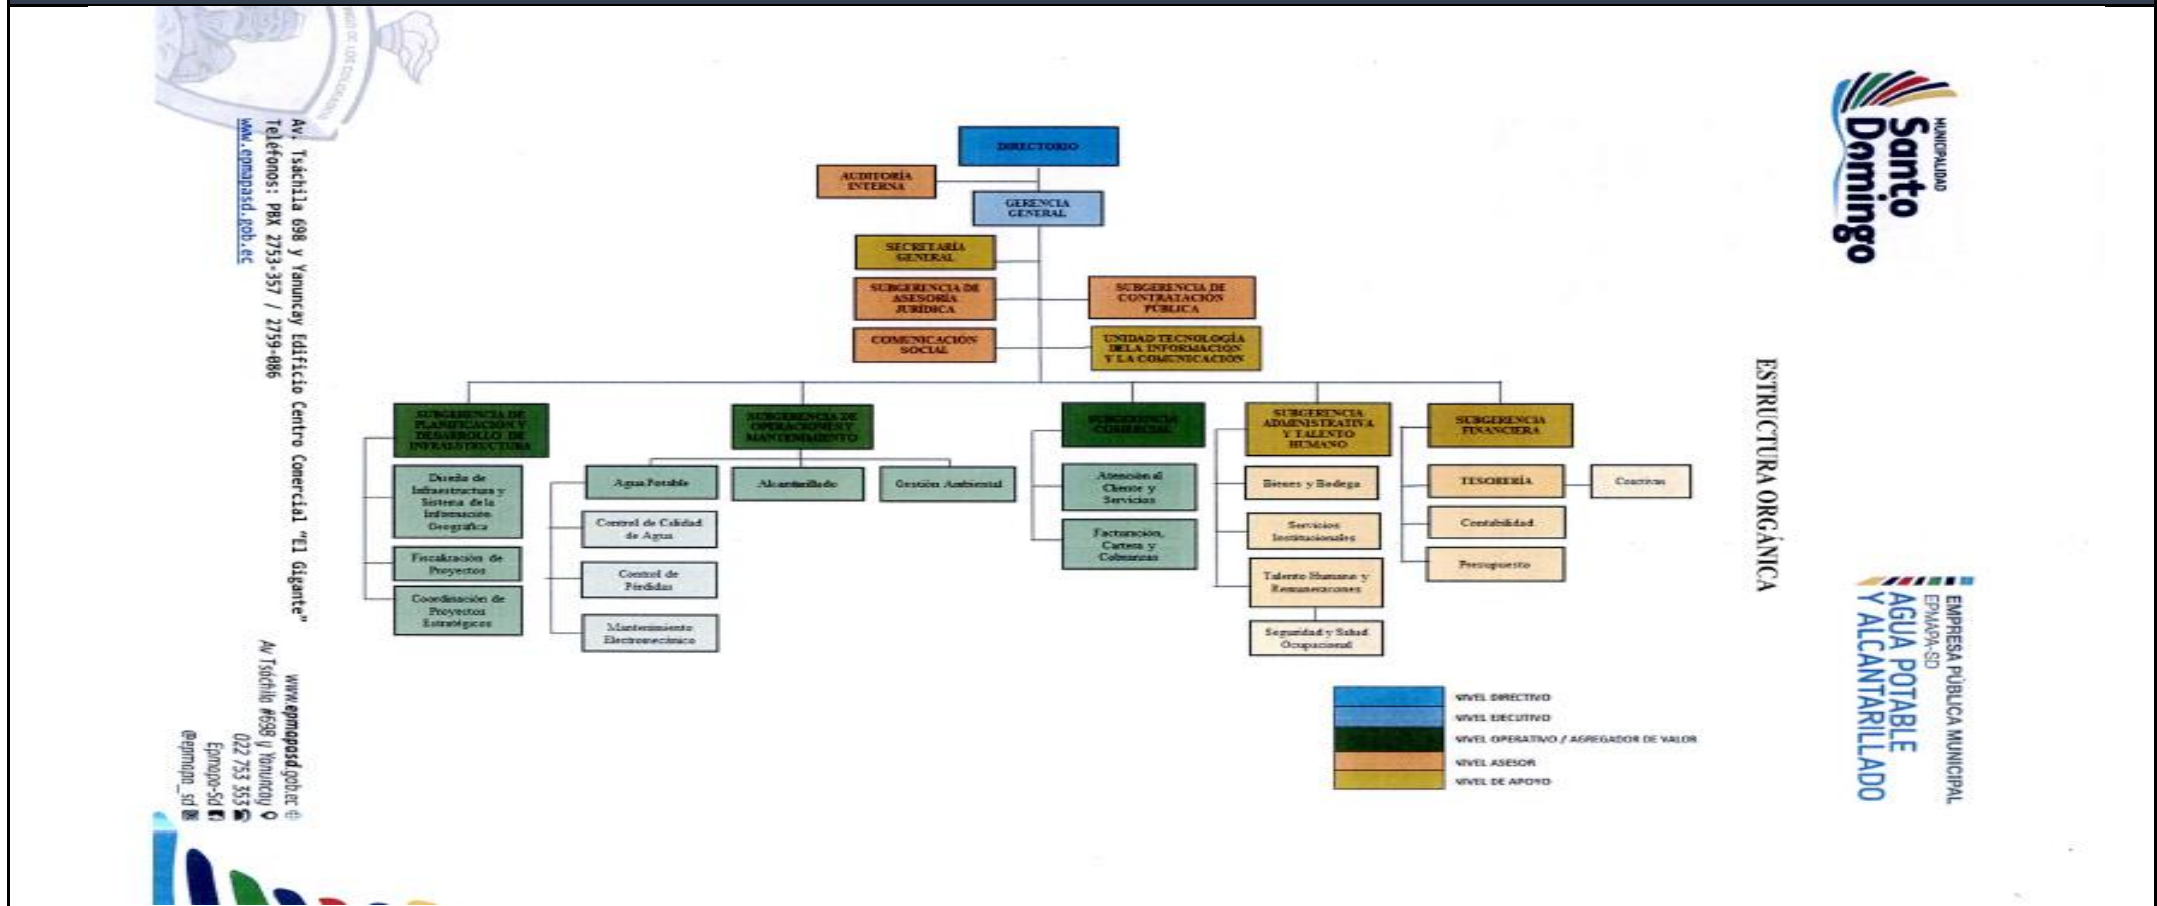 MUNICIPALIDAD
Santo
Domingo
EMPRESA PÚBLICA MUNICIPAL
EPMAPA-SD
AGUA POTABLE
Y ALCANTARILLADO
ESTRUCTURA ORGÁNICA
DIRECTORIO
AUDITORÍA
INTERNA
GERENCIA
GENERAL
SECRETARÍA
GENERAL
SUBGERENCIA DE
ASESORÍA
JURÍDICA
SUBGERENCIA DE
CONTRATACIÓN
PÚBLICA
COMUNICACIÓN
SOCIAL
UNIDAD TECNOLOGÍA
DE LA INFORMACIÓN
Y LA COMUNICACIÓN
SUBGERENCIA DE
PLANIFICACIÓN Y
DESARROLLO DE
INFRAESTRUCTURA
Diseño de
Infraestructura y
Sistema de la
Información
Geográfica
Fiscalización de
Proyectos
Coordinación de
Proyectos
Estratégicos
SUBGERENCIA DE
OPERACIONES Y
MANTENIMIENTO
Agua Potable
Alcantarillado
Gestión Ambiental
Control de Calidad
de Agua
Control de
Pérdidas
Mantenimiento
Electromecánico
SUBGERENCIA
COMERCIAL
Atención al
Cliente y
Servicios
Facturación,
Cartera y
Cobranzas
SUBGERENCIA
ADMINISTRATIVA
Y TALENTO
HUMANO
Bienes y Bodega
Servicios
Institucionales
Talento Humano y
Remuneraciones
Seguridad y Salud
Ocupacional
SUBGERENCIA
FINANCIERA
TESORERÍA
Coactivas
Contabilidad
Presupuesto
NIVEL DIRECTIVO
NIVEL EJECUTIVO
NIVEL OPERATIVO / AGREGADOR DE VALOR
NIVEL ASESOR
NIVEL DE APOYO
Av. Tsáchila 698 y Yanuncay Edificio Centro Comercial "El Gigante"
Teléfonos: PBX 2753-357 / 2759-086
www.epmapasd.gob.ec
www.epmapasd.gob.ec
Av Tsáchila #698 y Yanuncay
022 753 353
Epmapa-Sd
@epmapa_sd